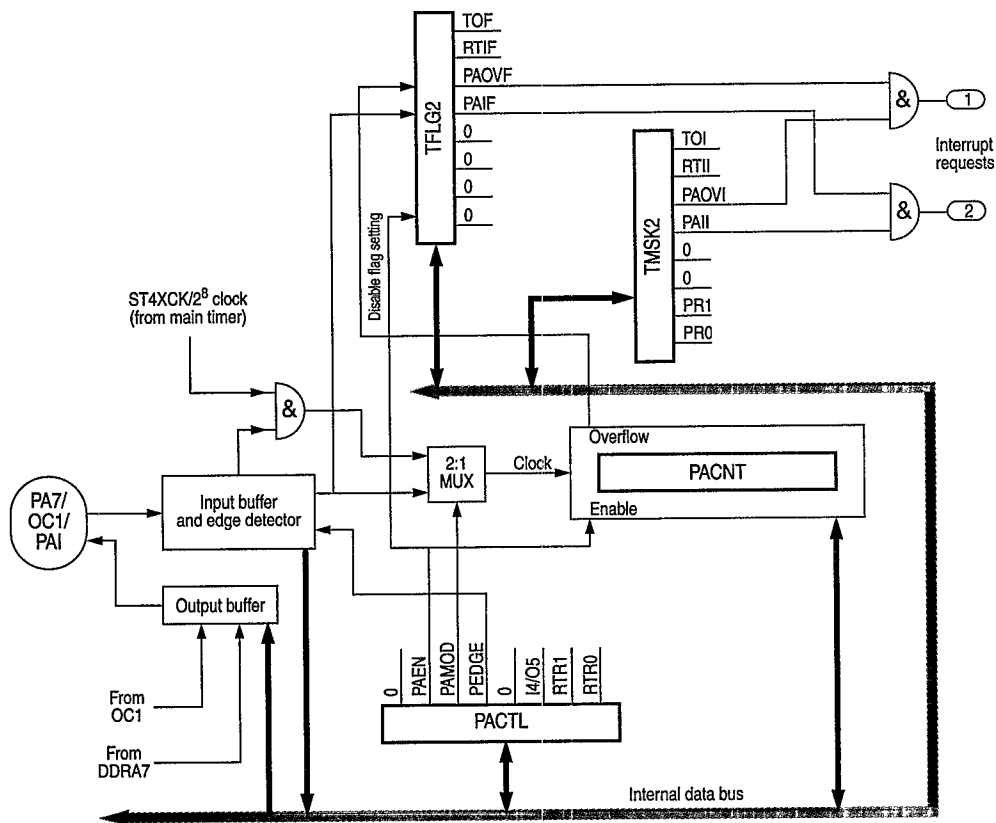 TOF
RTIF
PAOVF
PAIF
0
0
0
0
TFLG2
&
1
Interrupt
requests
TOI
RTII
PAOVI
PAII
0
0
PR1
PR0
TMSK2
&
2
Disable flag setting
ST4XCK/2⁸ clock
(from main timer)
&
2:1
MUX
Clock
Overflow
PACNT
Enable
PA7/
OC1/
PAI
Input buffer
and edge detector
Output buffer
From
OC1
From
DDRA7
0
PAEN
PAMOD
PEDGE
0
I4/O5
RTR1
RTR0
PACTL
Internal data bus